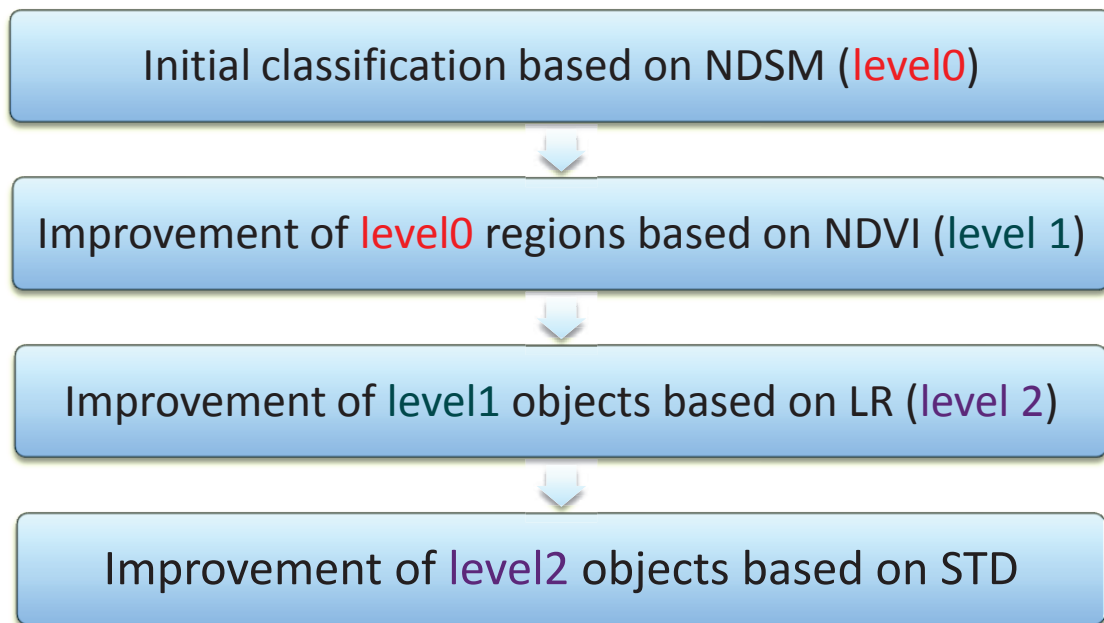 Initial classification based on NDSM (level0)
Improvement of level0 regions based on NDVI (level 1)
Improvement of level1 objects based on LR (level 2)
Improvement of level2 objects based on STD